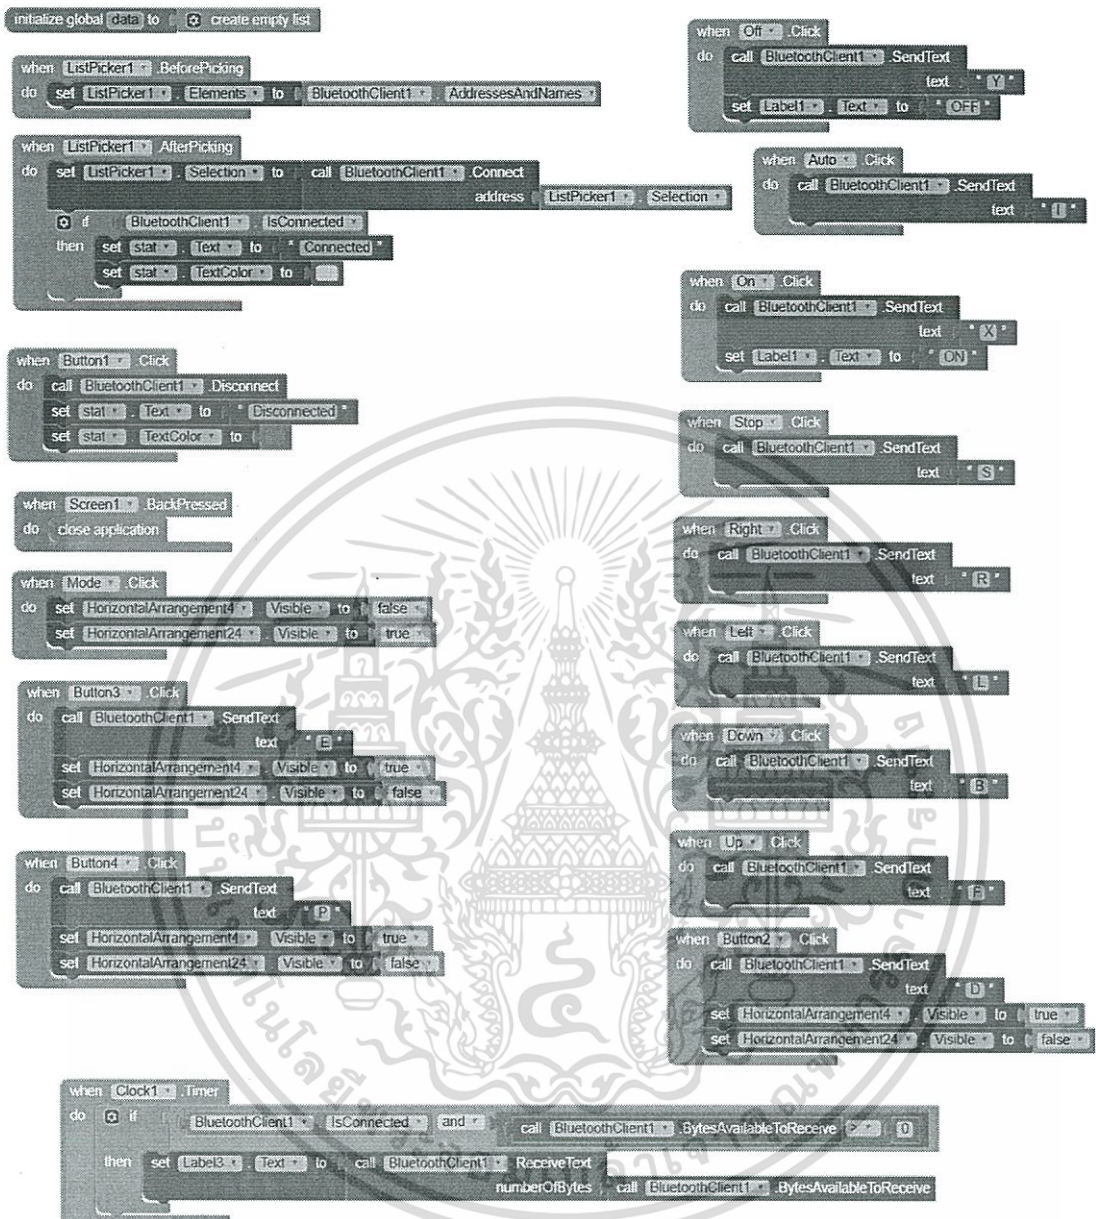 initialize global data to create empty list
when ListPicker1 .BeforePicking
do set ListPicker1 . Elements to BluetoothClient1 . AddressesAndNames
when ListPicker1 .AfterPicking
do set ListPicker1 . Selection to call BluetoothClient1 .Connect
address ListPicker1 . Selection
if BluetoothClient1 . IsConnected
then set stat . Text to " Connected "
set stat . TextColor to
when Button1 .Click
do call BluetoothClient1 .Disconnect
set stat . Text to " Disconnected "
set stat . TextColor to
when Screen1 .BackPressed
do close application
when Mode .Click
do set HorizontalArrangement4 . Visible to false
set HorizontalArrangement24 . Visible to true
when Button3 .Click
do call BluetoothClient1 .SendText
text " E "
set HorizontalArrangement4 . Visible to true
set HorizontalArrangement24 . Visible to false
when Button4 .Click
do call BluetoothClient1 .SendText
text " P "
set HorizontalArrangement4 . Visible to true
set HorizontalArrangement24 . Visible to false
when Off .Click
do call BluetoothClient1 .SendText
text " Y "
set Label1 . Text to " OFF "
when Auto .Click
do call BluetoothClient1 .SendText
text " I "
when On .Click
do call BluetoothClient1 .SendText
text " X "
set Label1 . Text to " ON "
when Stop .Click
do call BluetoothClient1 .SendText
text " S "
when Right .Click
do call BluetoothClient1 .SendText
text " R "
when Left .Click
do call BluetoothClient1 .SendText
text " L "
when Down .Click
do call BluetoothClient1 .SendText
text " B "
when Up .Click
do call BluetoothClient1 .SendText
text " F "
when Button2 .Click
do call BluetoothClient1 .SendText
text " D "
set HorizontalArrangement4 . Visible to true
set HorizontalArrangement24 . Visible to false
when Clock1 .Timer
do if BluetoothClient1 . IsConnected and call BluetoothClient1 .BytesAvailableToReceive > 0
then set Label3 . Text to call BluetoothClient1 .ReceiveText
numberOfBytes call BluetoothClient1 .BytesAvailableToReceive